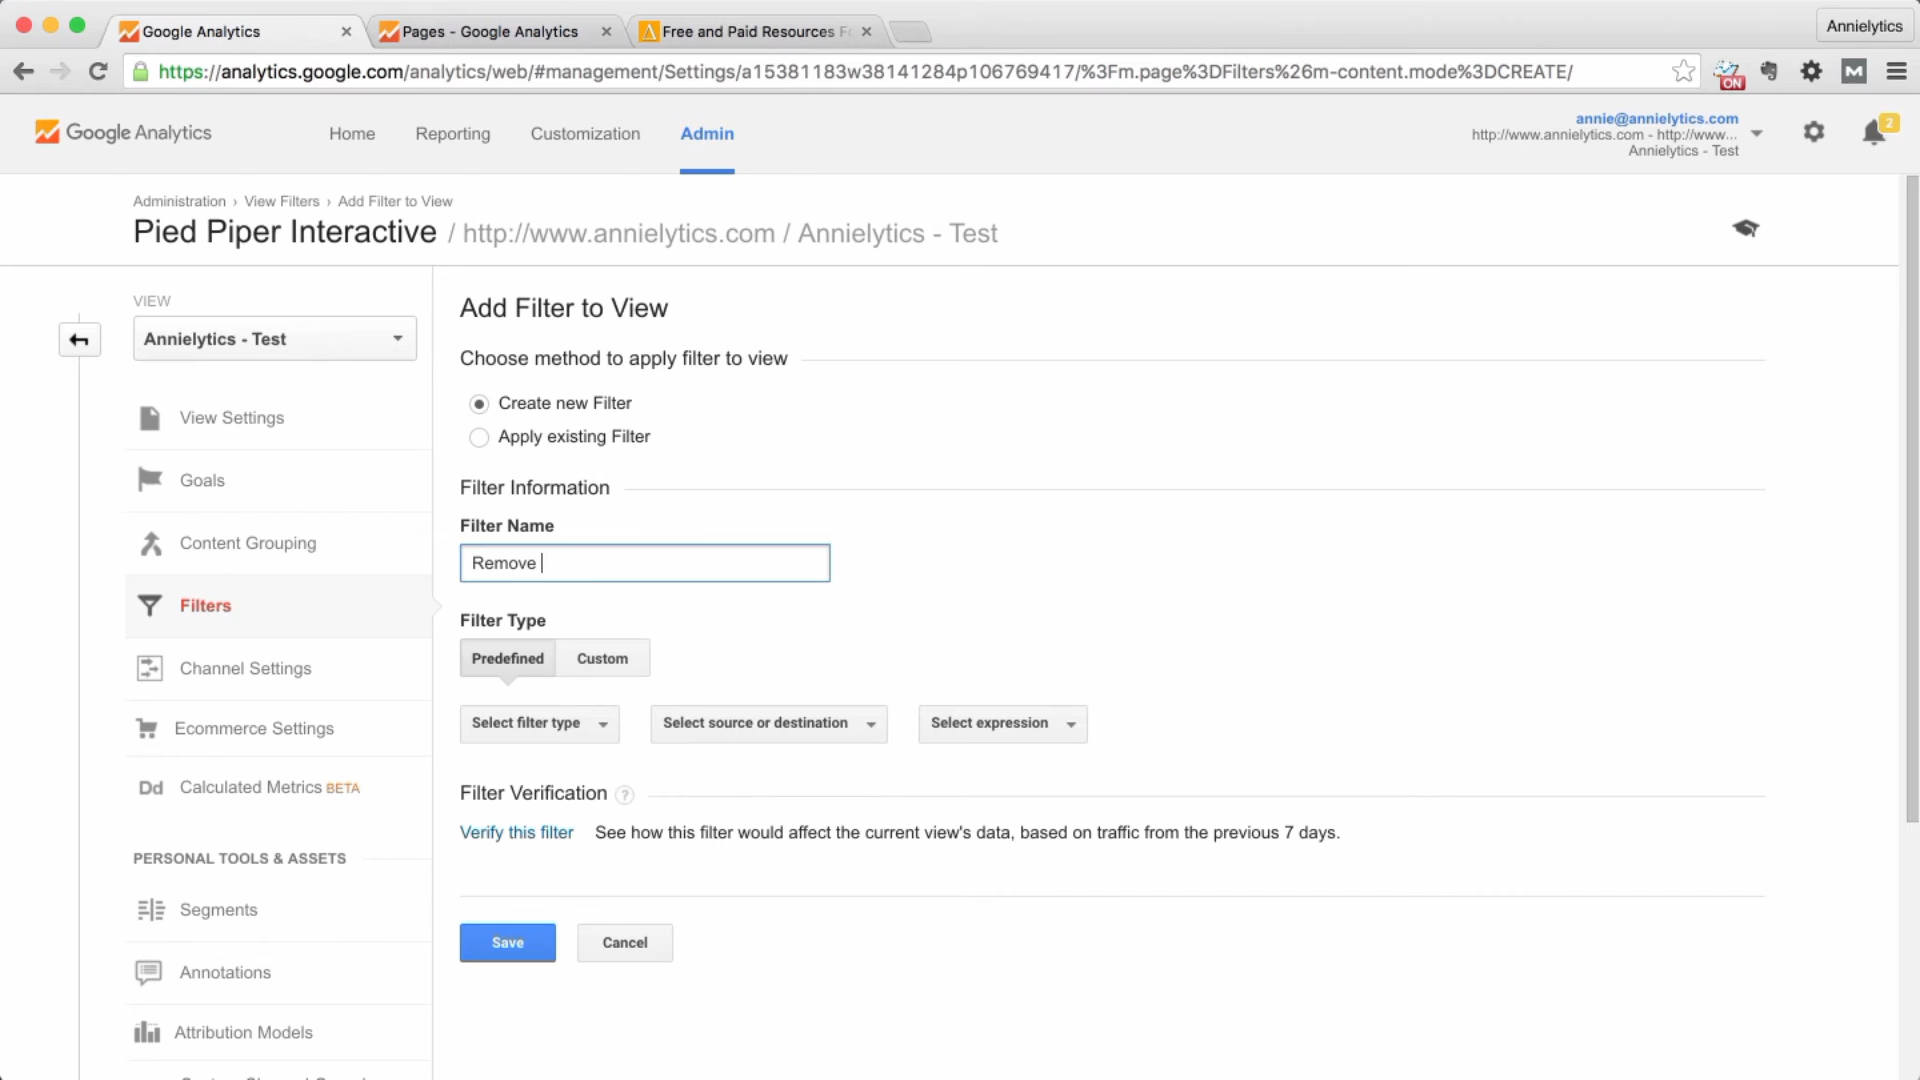 Google Analytics
Pages - Google Analytics
Free and Paid Resources F
Annielytics
https://analytics.google.com/analytics/web/#management/Settings/a15381183w38141284p106769417/%3Fm.page%3DFilters%26m-content.mode%3DCREATE/
ON
M
Google Analytics
Home
Reporting
Customization
Admin
annie@annielytics.com
http://www.annielytics.com - http://www...
Annielytics - Test
2
Administration › View Filters › Add Filter to View
Pied Piper Interactive / http://www.annielytics.com / Annielytics - Test
VIEW
Annielytics - Test
View Settings
Goals
Content Grouping
Filters
Channel Settings
Ecommerce Settings
Dd Calculated Metrics BETA
PERSONAL TOOLS & ASSETS
Segments
Annotations
Attribution Models
Add Filter to View
Choose method to apply filter to view
Create new Filter
Apply existing Filter
Filter Information
Filter Name
Remove
Filter Type
Predefined
Custom
Select filter type
Select source or destination
Select expression
Filter Verification ?
Verify this filter See how this filter would affect the current view's data, based on traffic from the previous 7 days.
Save
Cancel